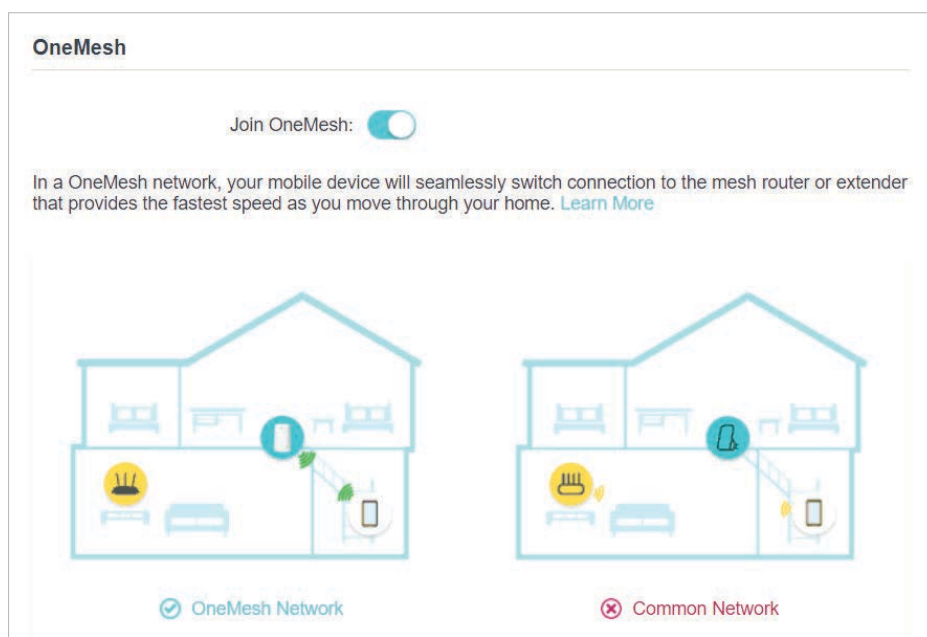 OneMesh
Join OneMesh:
In a OneMesh network, your mobile device will seamlessly switch connection to the mesh router or extender
that provides the fastest speed as you move through your home. Learn More
OneMesh Network
Common Network